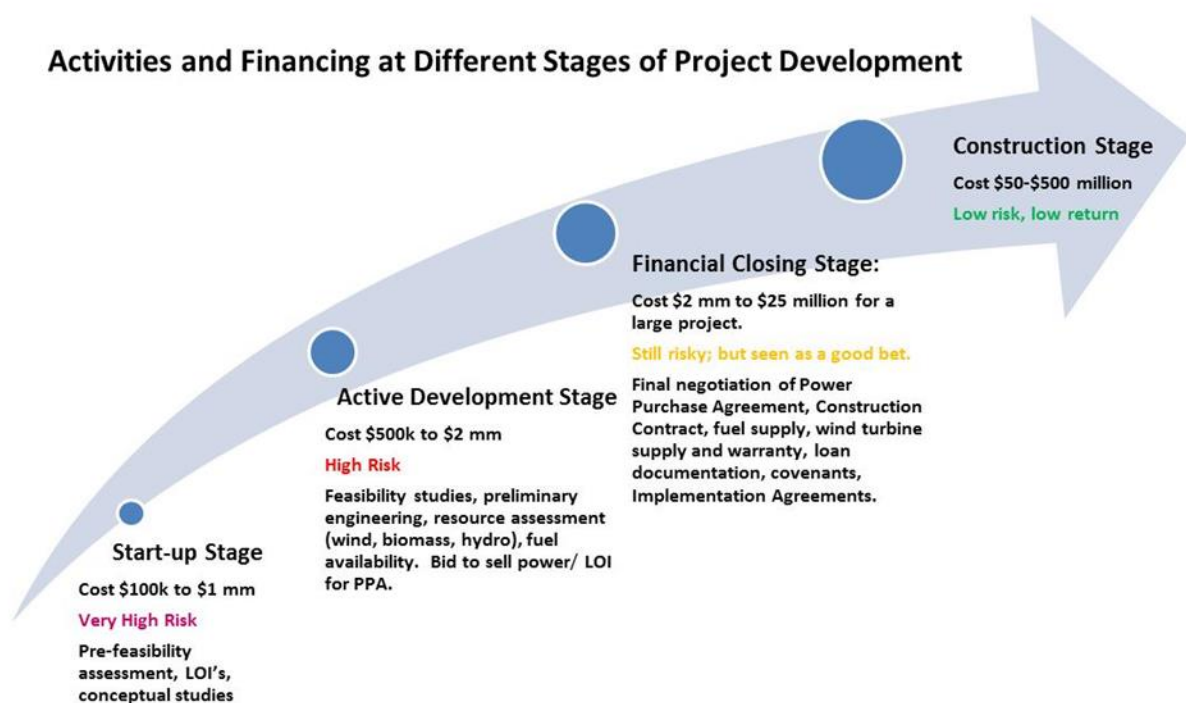 Activities and Financing at Different Stages of Project Development
Start-up Stage
Cost $100k to $1 mm
Very High Risk
Pre-feasibility
assessment, LOI's,
conceptual studies
Active Development Stage
Cost $500k to $2 mm
High Risk
Feasibility studies, preliminary
engineering, resource assessment
(wind, biomass, hydro), fuel
availability.  Bid to sell power/ LOI
for PPA.
Financial Closing Stage:
Cost $2 mm to $25 million for a
large project.
Still risky; but seen as a good bet.
Final negotiation of Power
Purchase Agreement, Construction
Contract, fuel supply, wind turbine
supply and warranty, loan
documentation, covenants,
Implementation Agreements.
Construction Stage
Cost $50-$500 million
Low risk, low return